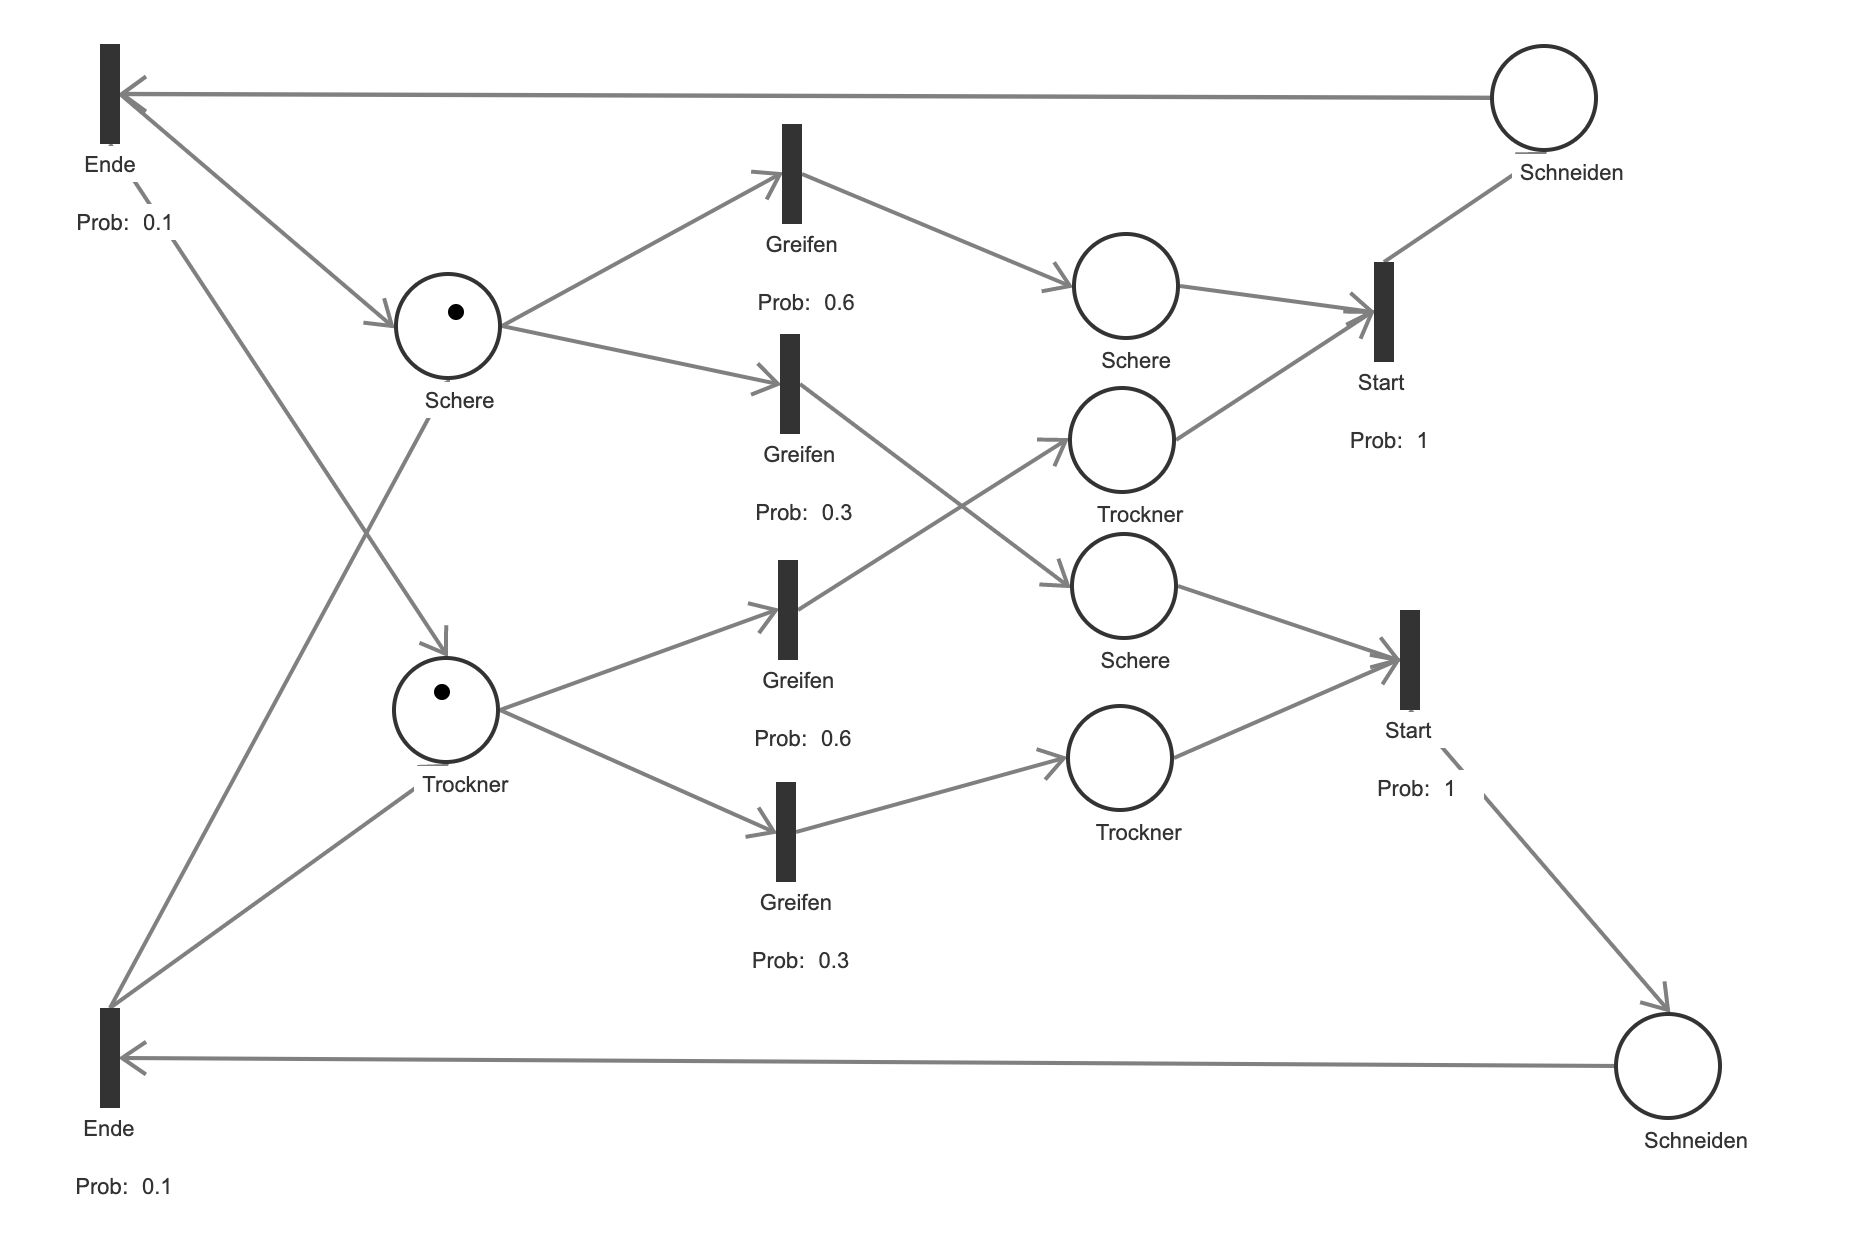 Ende
Prob: 0.1
Schneiden
Greifen
Prob: 0.6
Schere
Schere
Start
Prob: 1
Greifen
Prob: 0.3
Trockner
Greifen
Prob: 0.6
Schere
Start
Prob: 1
Trockner
Trockner
Greifen
Prob: 0.3
Ende
Prob: 0.1
Schneiden